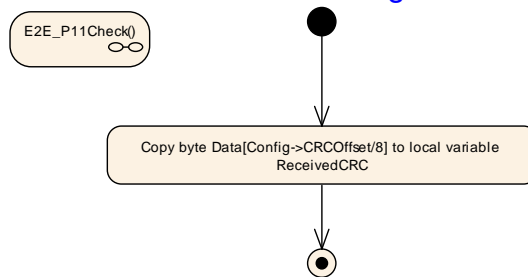 E2E_P11Check()
Copy byte Data[Config->CRCOffset/8] to local variable
ReceivedCRC